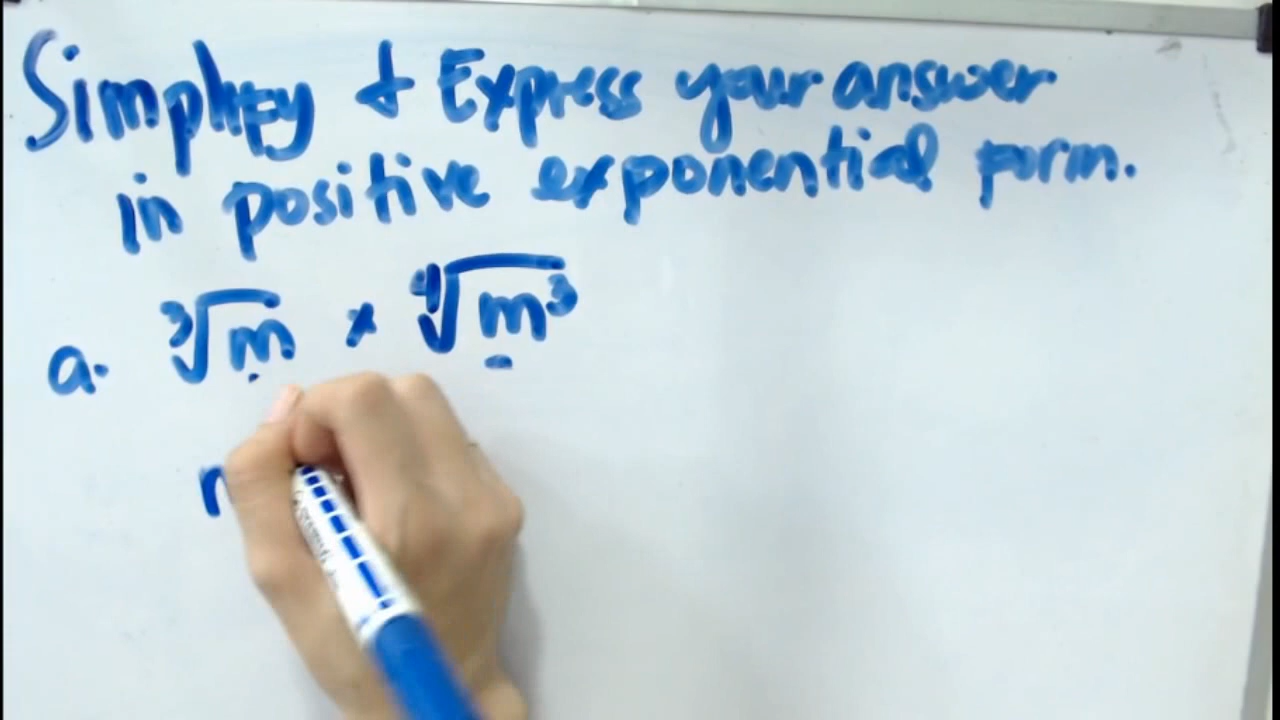 Simplify & Express your answer
in positive exponential form.
a. ∛m × ∜m³
m